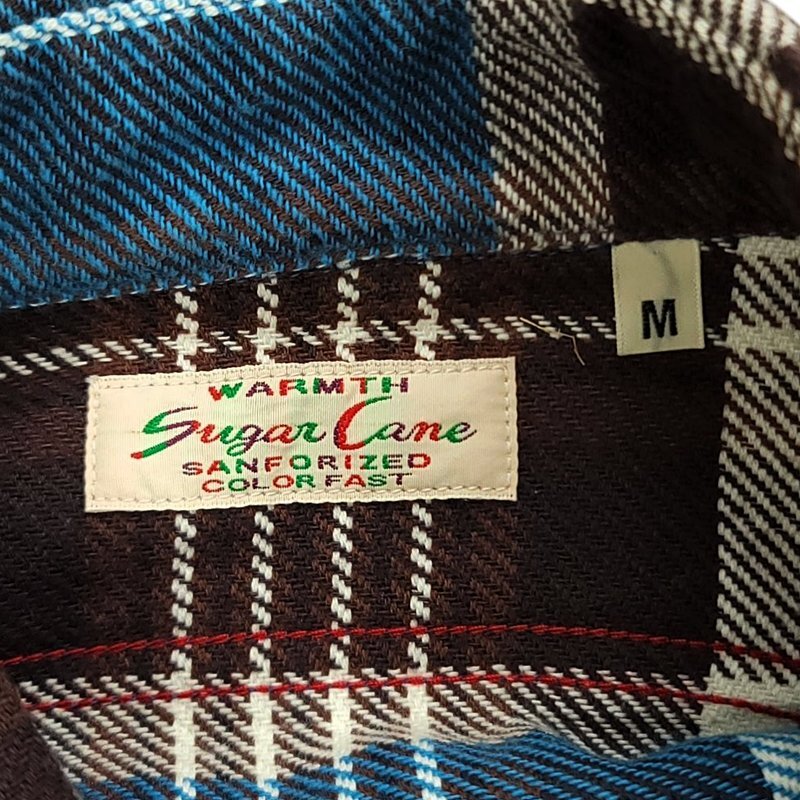 M
WARMTH
Sugar Cane
SANFORIZED
COLOR FAST